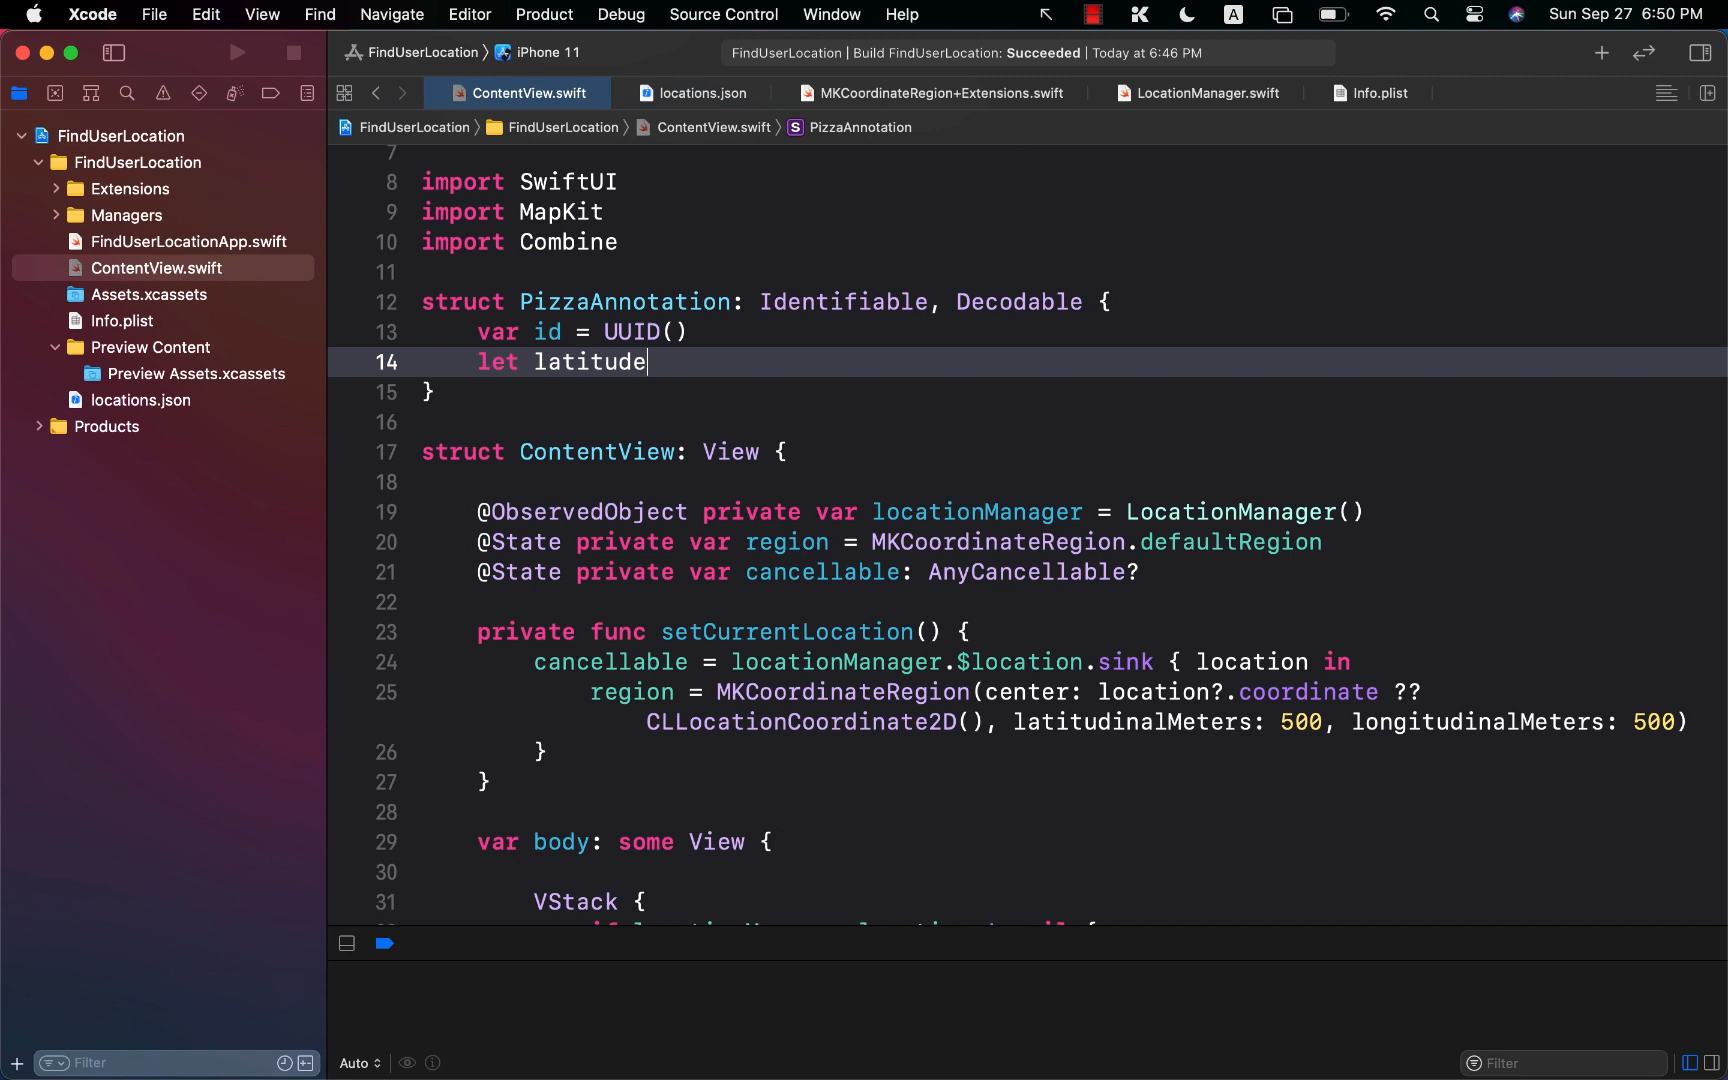 Xcode File Edit View Find Navigate Editor Product Debug Source Control Window Help A Sun Sep 27 6:50 PM
FindUserLocation iPhone 11 FindUserLocation | Build FindUserLocation: Succeeded | Today at 6:46 PM
ContentView.swift locations.json MKCoordinateRegion+Extensions.swift LocationManager.swift Info.plist
FindUserLocation FindUserLocation ContentView.swift S PizzaAnnotation
FindUserLocation
FindUserLocation
Extensions
Managers
FindUserLocationApp.swift
ContentView.swift
Assets.xcassets
Info.plist
Preview Content
Preview Assets.xcassets
locations.json
Products
Filter
7
8 import SwiftUI
9 import MapKit
10 import Combine
11
12 struct PizzaAnnotation: Identifiable, Decodable {
13 var id = UUID()
14 let latitude
15 }
16
17 struct ContentView: View {
18
19 @ObservedObject private var locationManager = LocationManager()
20 @State private var region = MKCoordinateRegion.defaultRegion
21 @State private var cancellable: AnyCancellable?
22
23 private func setCurrentLocation() {
24 cancellable = locationManager.$location.sink { location in
25 region = MKCoordinateRegion(center: location?.coordinate ??
CLLocationCoordinate2D(), latitudinalMeters: 500, longitudinalMeters: 500)
26 }
27 }
28
29 var body: some View {
30
31 VStack {
Auto Filter